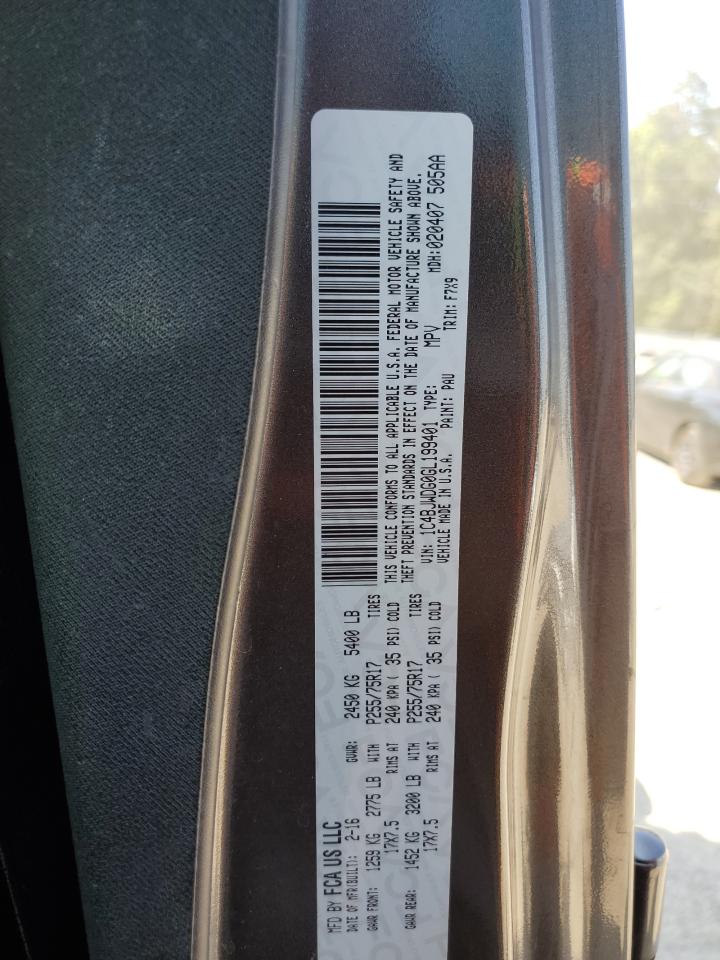 MFD BY FCA US LLC
DATE OF MFR(BUILT): 2-16 GVWR: 2450 KG 5400 LB
GAWR FRONT: 1259 KG 2775 LB WITH P255/75R17 TIRES
17X7.5 RIMS AT 240 KPA ( 35 PSI) COLD
GAWR REAR: 1452 KG 3200 LB WITH P255/75R17 TIRES
17X7.5 RIMS AT 240 KPA ( 35 PSI) COLD
THIS VEHICLE CONFORMS TO ALL APPLICABLE U.S.A. FEDERAL MOTOR VEHICLE SAFETY AND
THEFT PREVENTION STANDARDS IN EFFECT ON THE DATE OF MANUFACTURE SHOWN ABOVE.
VIN: 1C4BJWDG0GL199401 TYPE: MPV MDH:020407 505AA
VEHICLE MADE IN U.S.A. PAINT: PAU TRIM: F7X9